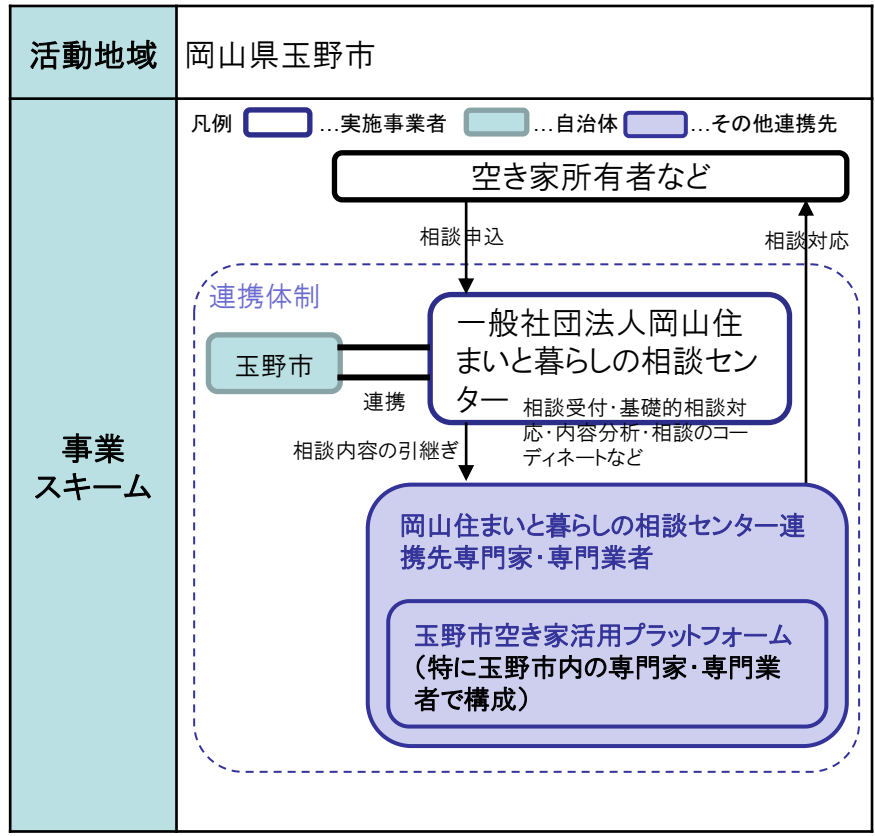 活動地域
岡山県玉野市
事業
スキーム
凡例 …実施事業者 …自治体 …その他連携先
空き家所有者など
相談申込
相談対応
連携体制
一般社団法人岡山住
まいと暮らしの相談セン
ター
相談受付・基礎的相談対
応・内容分析・相談のコー
ディネートなど
玉野市
連携
相談内容の引継ぎ
岡山住まいと暮らしの相談センター連
携先専門家・専門業者
玉野市空き家活用プラットフォーム
（特に玉野市内の専門家・専門業
者で構成）